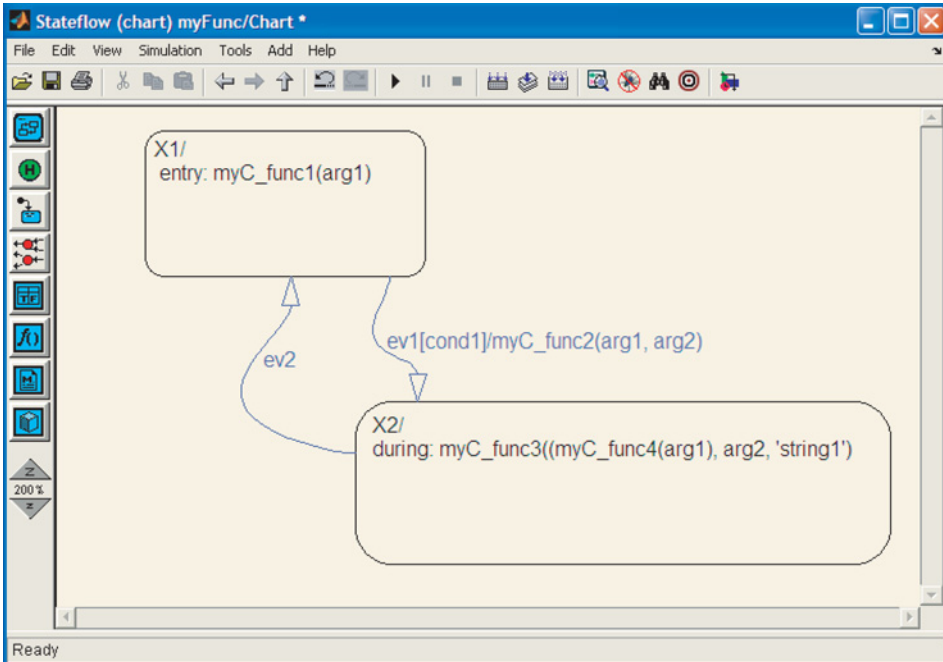 Stateflow (chart) myFunc/Chart *
File Edit View Simulation Tools Add Help
H
X1/
entry: myC_func1(arg1)
TF
f()
ev1[cond1]/myC_func2(arg1, arg2)
ev2
M
X2/
during: myC_func3((myC_func4(arg1), arg2, 'string1')
Z
200 %
z
Ready